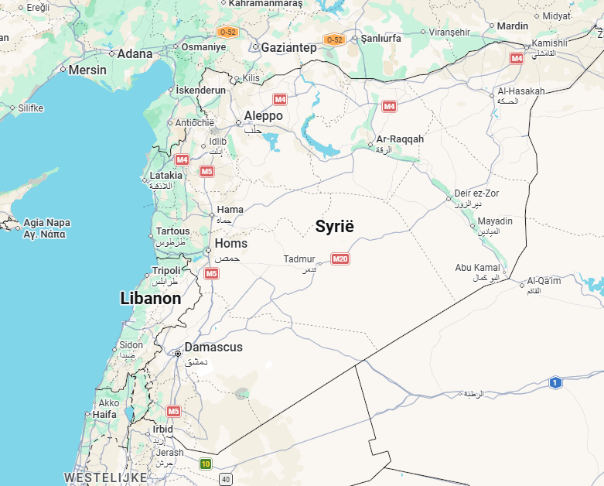 Ereğli
Kahramanmaraş
Midyat
O-52
Viranşehir
Mardin
Adana
Osmaniye
Gaziantep
O-52
Şanlıurfa
Kamishli
القامشلي
M4
Mersin
Kilis
İskenderun
M4
M4
Al-Hasakah
الحسكة
Silifke
Antiochië
Aleppo
حلب
Idlib
إدلب
Ar-Raqqah
الرقة
M4
M5
Latakia
اللاذقية
Deir ez-Zor
دير الزور
Agia Napa
Αγ. Νάπα
Hama
حماة
Syrië
Mayadin
الميادين
Tartous
طرطوس
Homs
حمص
Tadmur
تدمر
M20
Abu Kamal
البو كمال
Tripoli
طرابلس
M5
Al-Qa'im
القائم
Libanon
Sidon
صيدا
Damascus
دمشق
1
الرطبة
Akko
Haifa
M5
Irbid
إربد
Jerash
جرش
10
40
WESTELIJKE